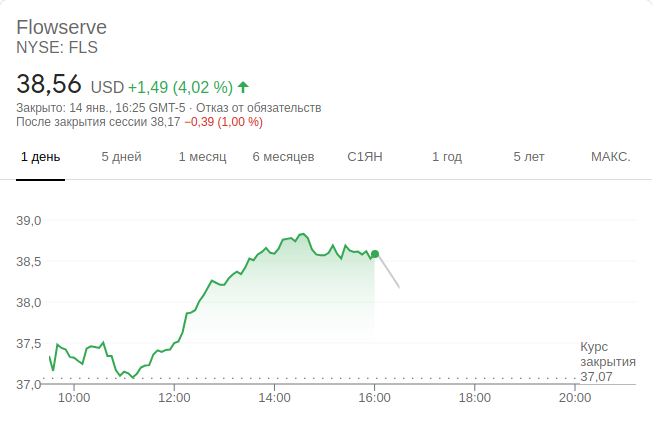 Flowserve
NYSE: FLS
38,56 USD +1,49 (4,02 %)
Закрыто: 14 янв., 16:25 GMT-5 · Отказ от обязательств
После закрытия сессии 38,17 −0,39 (1,00 %)
1 день 5 дней 1 месяц 6 месяцев С1ЯН 1 год 5 лет МАКС.
39,0
38,5
38,0
37,5
37,0
Курс
закрытия
37,07
10:00 12:00 14:00 16:00 18:00 20:00